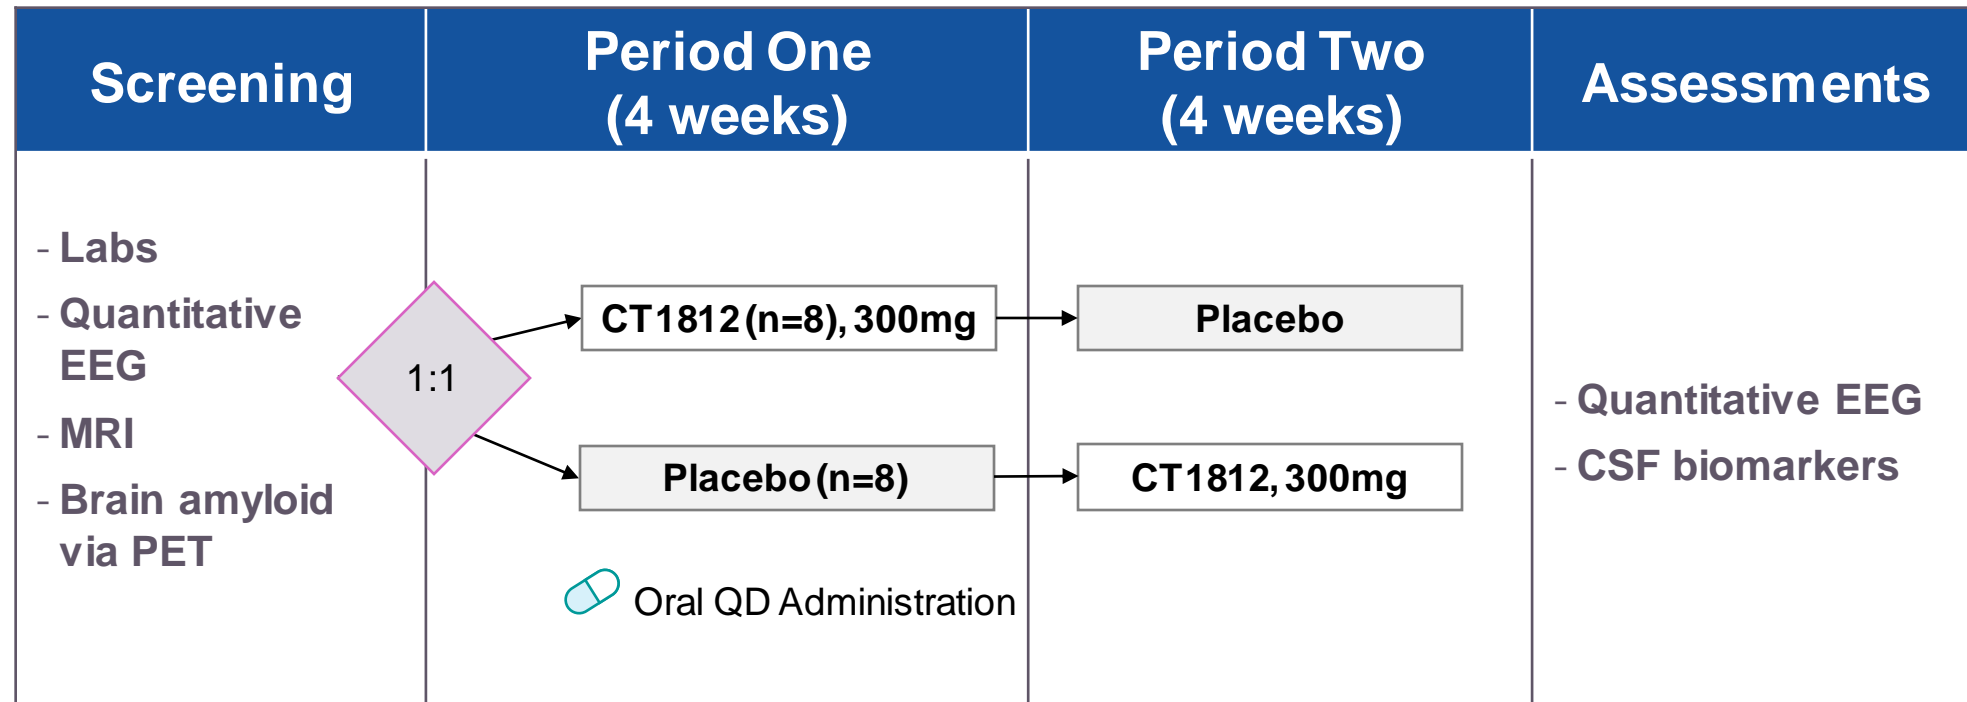 Screening
Period One
(4 weeks)
Period Two
(4 weeks)
Assessments
- Labs
- Quantitative
EEG
- MRI
- Brain amyloid
via PET
1:1
CT1812 (n=8), 300mg
Placebo
Placebo (n=8)
CT1812, 300mg
Oral QD Administration
- Quantitative EEG
- CSF biomarkers